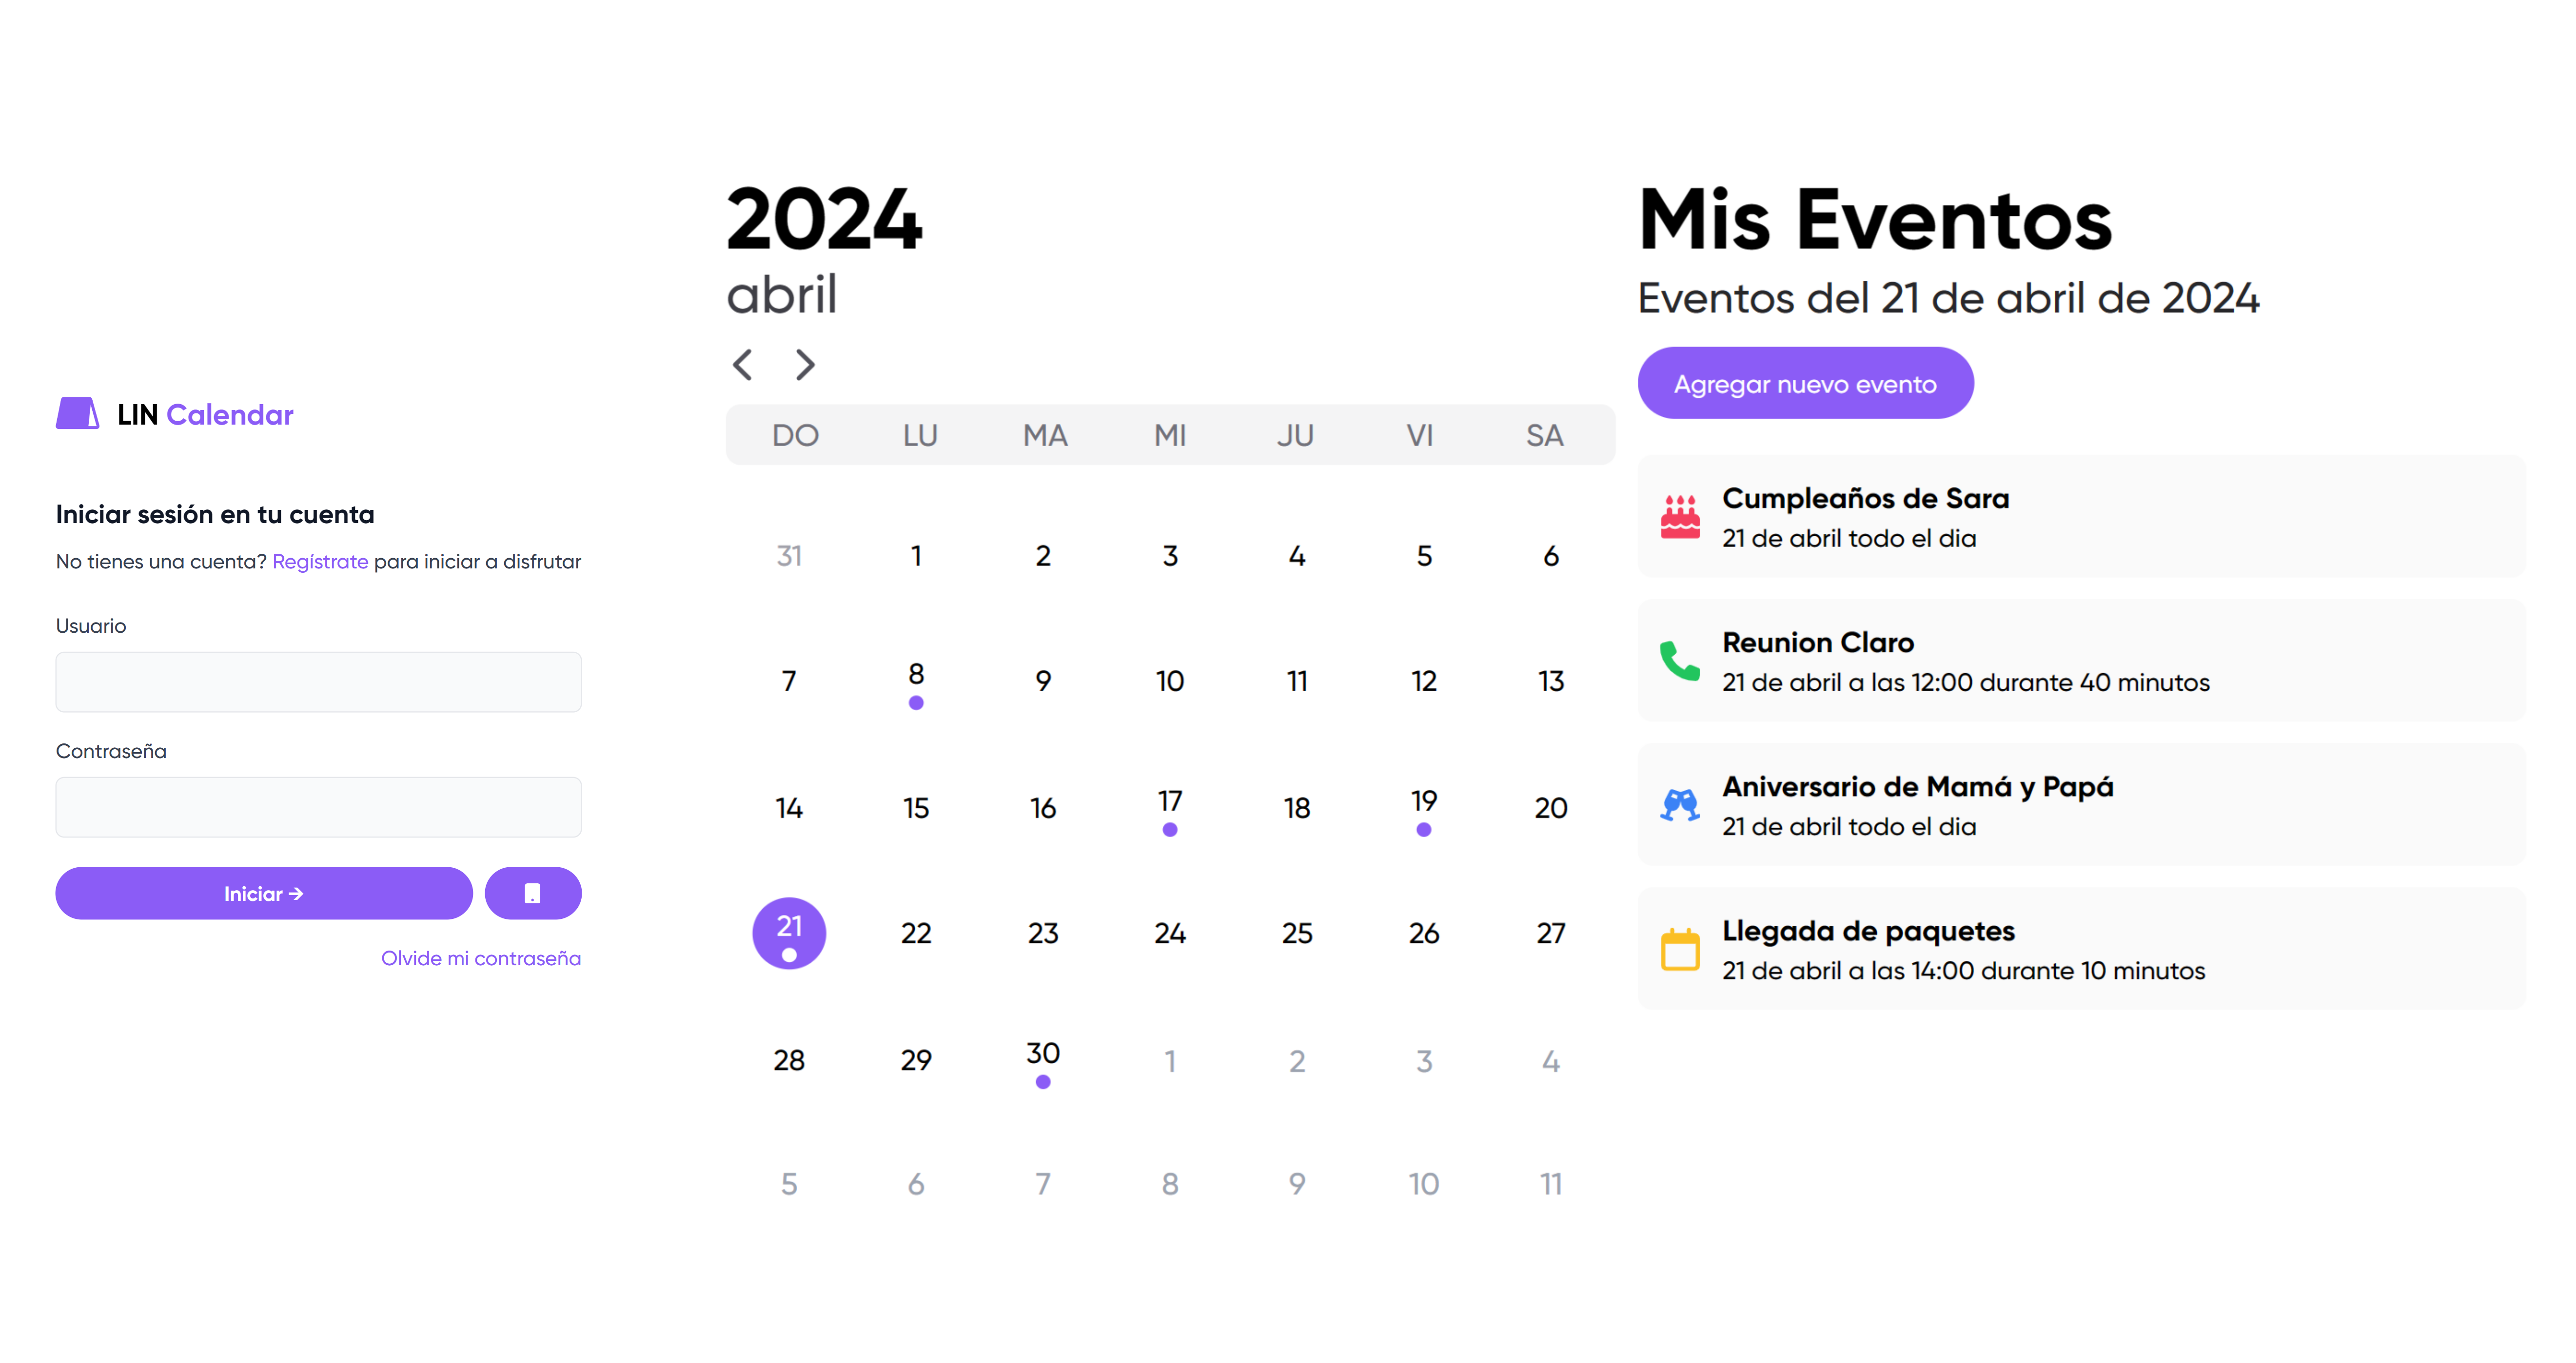 LIN Calendar
Iniciar sesión en tu cuenta
No tienes una cuenta? Regístrate para iniciar a disfrutar
Usuario
Contraseña
Iniciar →
Olvide mi contraseña
2024
abril
DO LU MA MI JU VI SA
31 1 2 3 4 5 6
7 8 9 10 11 12 13
14 15 16 17 18 19 20
21 22 23 24 25 26 27
28 29 30 1 2 3 4
5 6 7 8 9 10 11
Mis Eventos
Eventos del 21 de abril de 2024
Agregar nuevo evento
Cumpleaños de Sara
21 de abril todo el dia
Reunion Claro
21 de abril a las 12:00 durante 40 minutos
Aniversario de Mamá y Papá
21 de abril todo el dia
Llegada de paquetes
21 de abril a las 14:00 durante 10 minutos